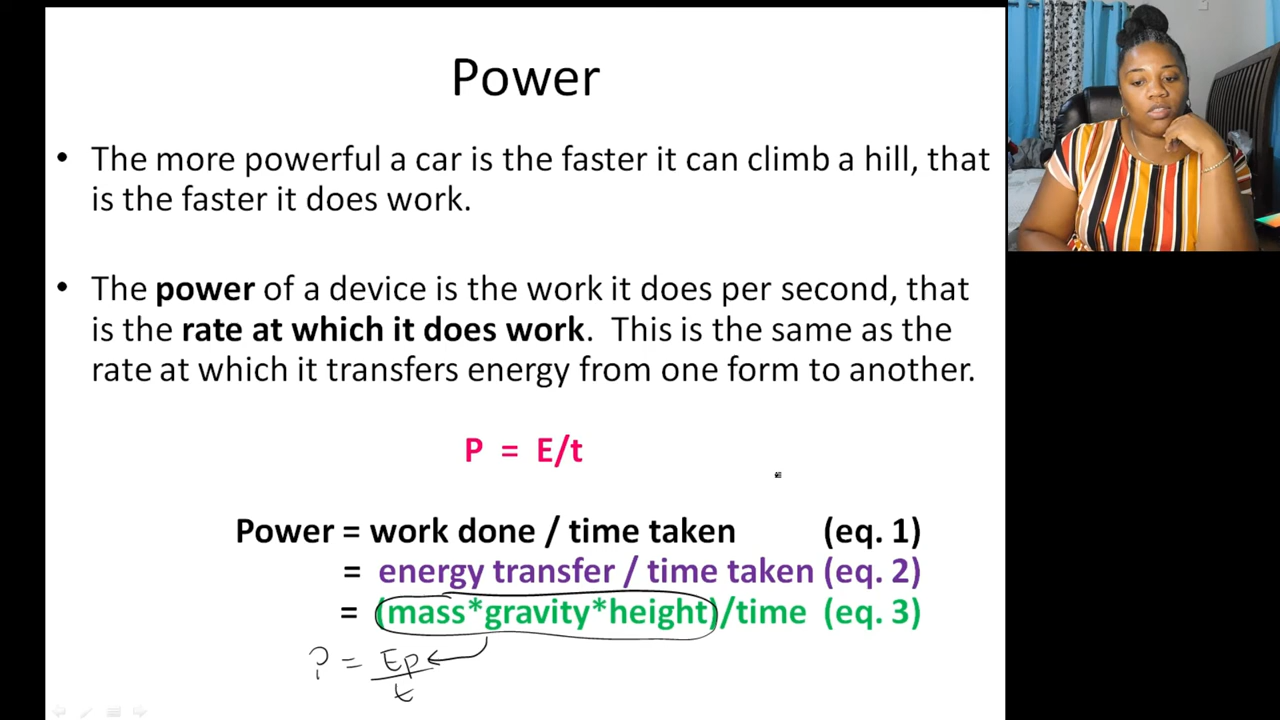 Power
• The more powerful a car is the faster it can climb a hill, that
is the faster it does work.
• The power of a device is the work it does per second, that
is the rate at which it does work. This is the same as the
rate at which it transfers energy from one form to another.
P = E/t
Power = work done / time taken (eq. 1)
= energy transfer / time taken (eq. 2)
= (mass*gravity*height)/time (eq. 3)
P = Ep
t